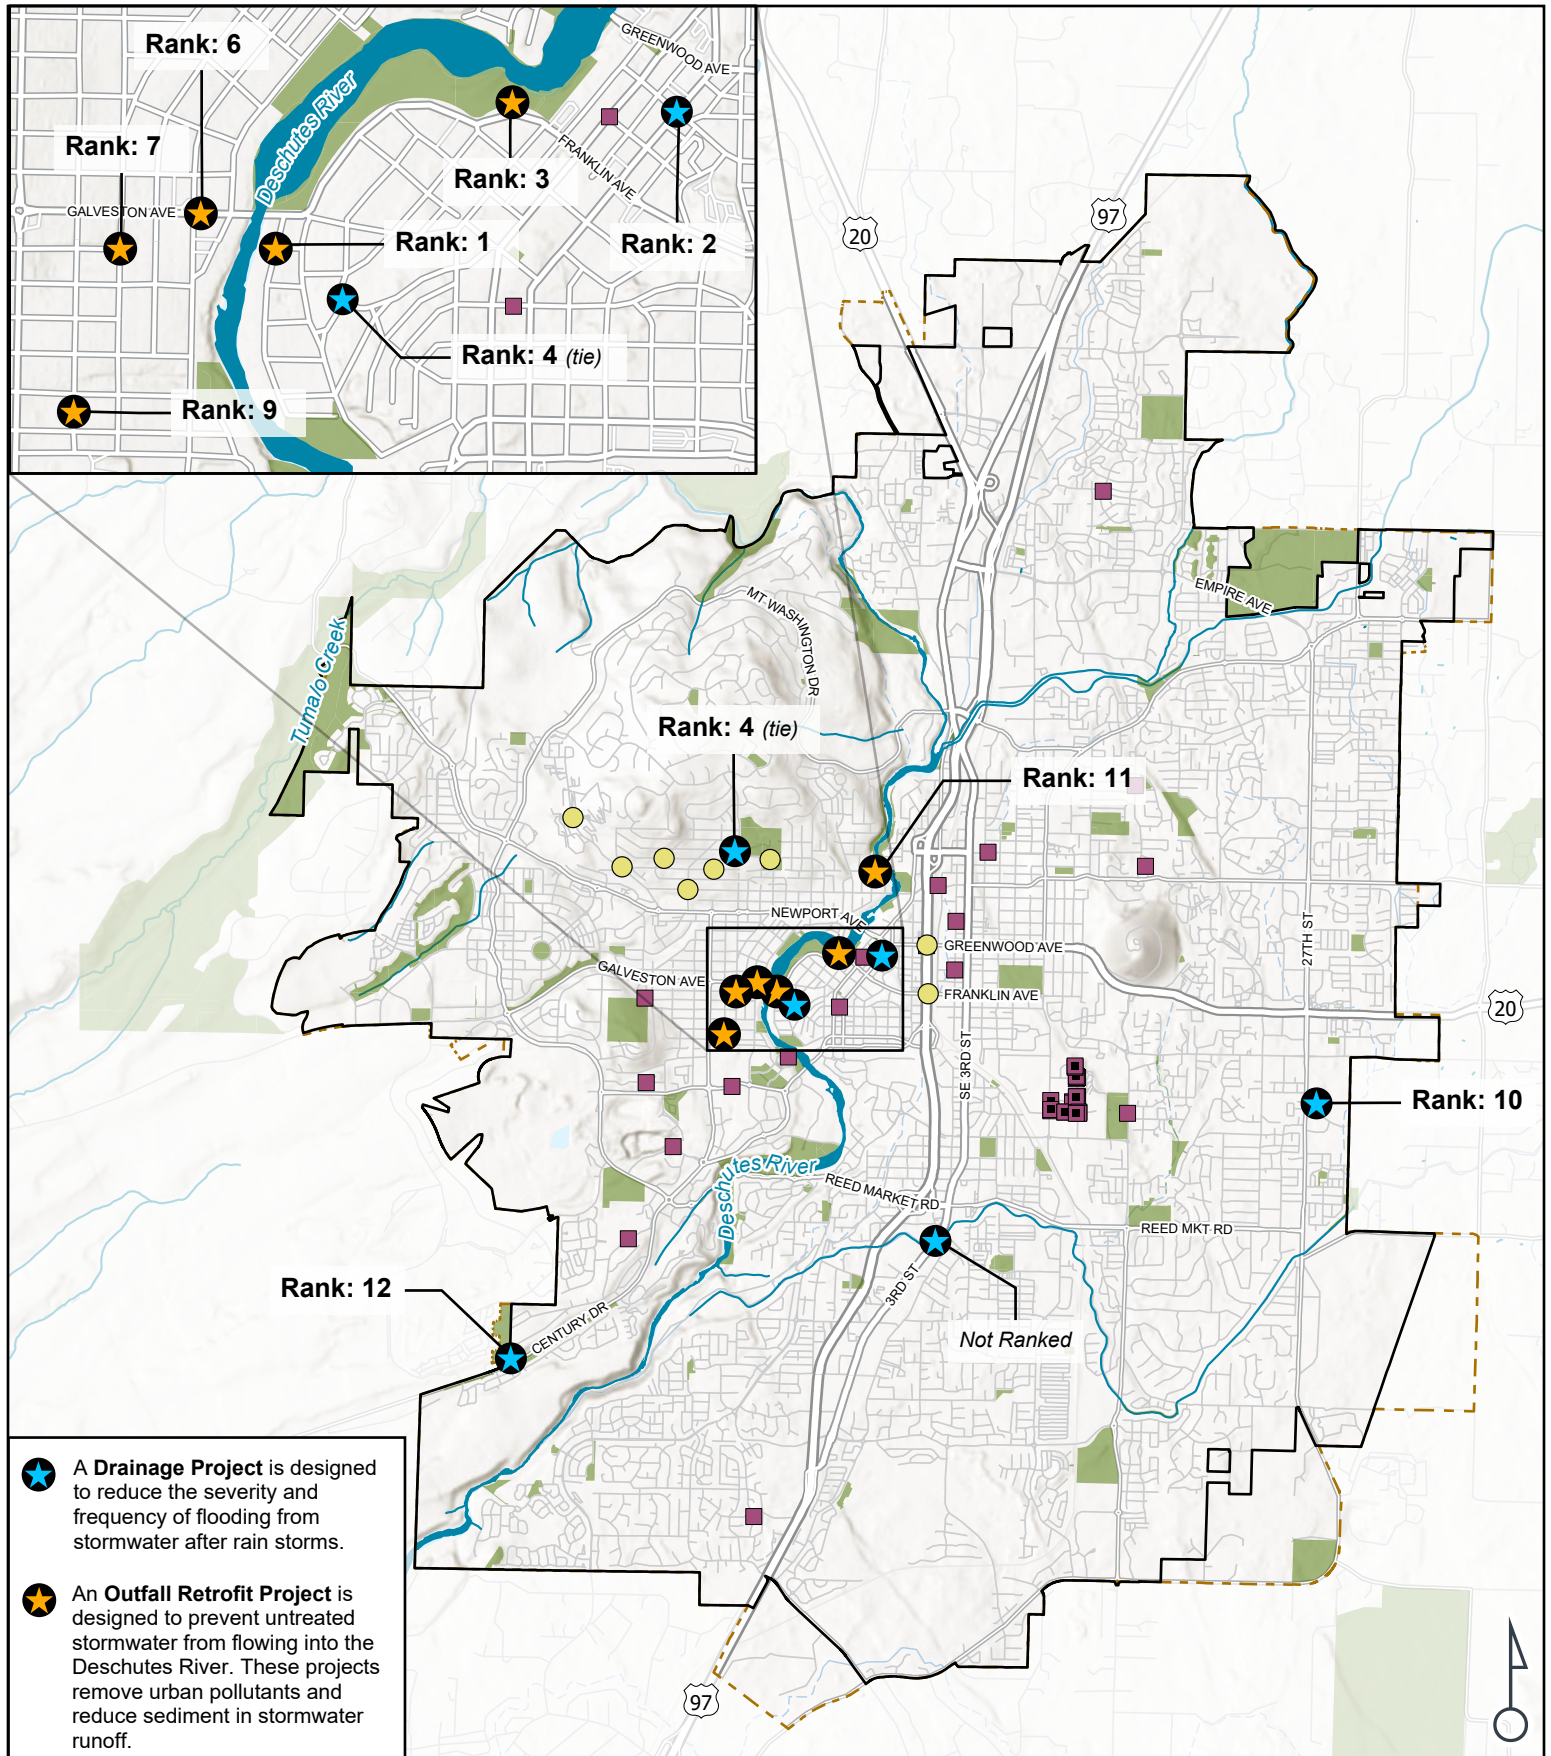 Rank: 6
GREENWOOD AVE
Deschutes River
Rank: 7
FRANKLIN AVE
Rank: 3
GALVESTON AVE
Rank: 1
Rank: 2
Rank: 4 (tie)
Rank: 9
97
20
EMPIRE AVE
MT WASHINGTON DR
Tumalo Creek
Rank: 4 (tie)
Rank: 11
NEWPORT AVE
GREENWOOD AVE
27TH ST
GALVESTON AVE
FRANKLIN AVE
20
SE 3RD ST
Rank: 10
Deschutes River
REED MARKET RD
REED MKT RD
Rank: 12
3RD ST
CENTURY DR
Not Ranked
A Drainage Project is designed
to reduce the severity and
frequency of flooding from
stormwater after rain storms.
An Outfall Retrofit Project is
designed to prevent untreated
stormwater from flowing into the
Deschutes River. These projects
remove urban pollutants and
reduce sediment in stormwater
runoff.
97